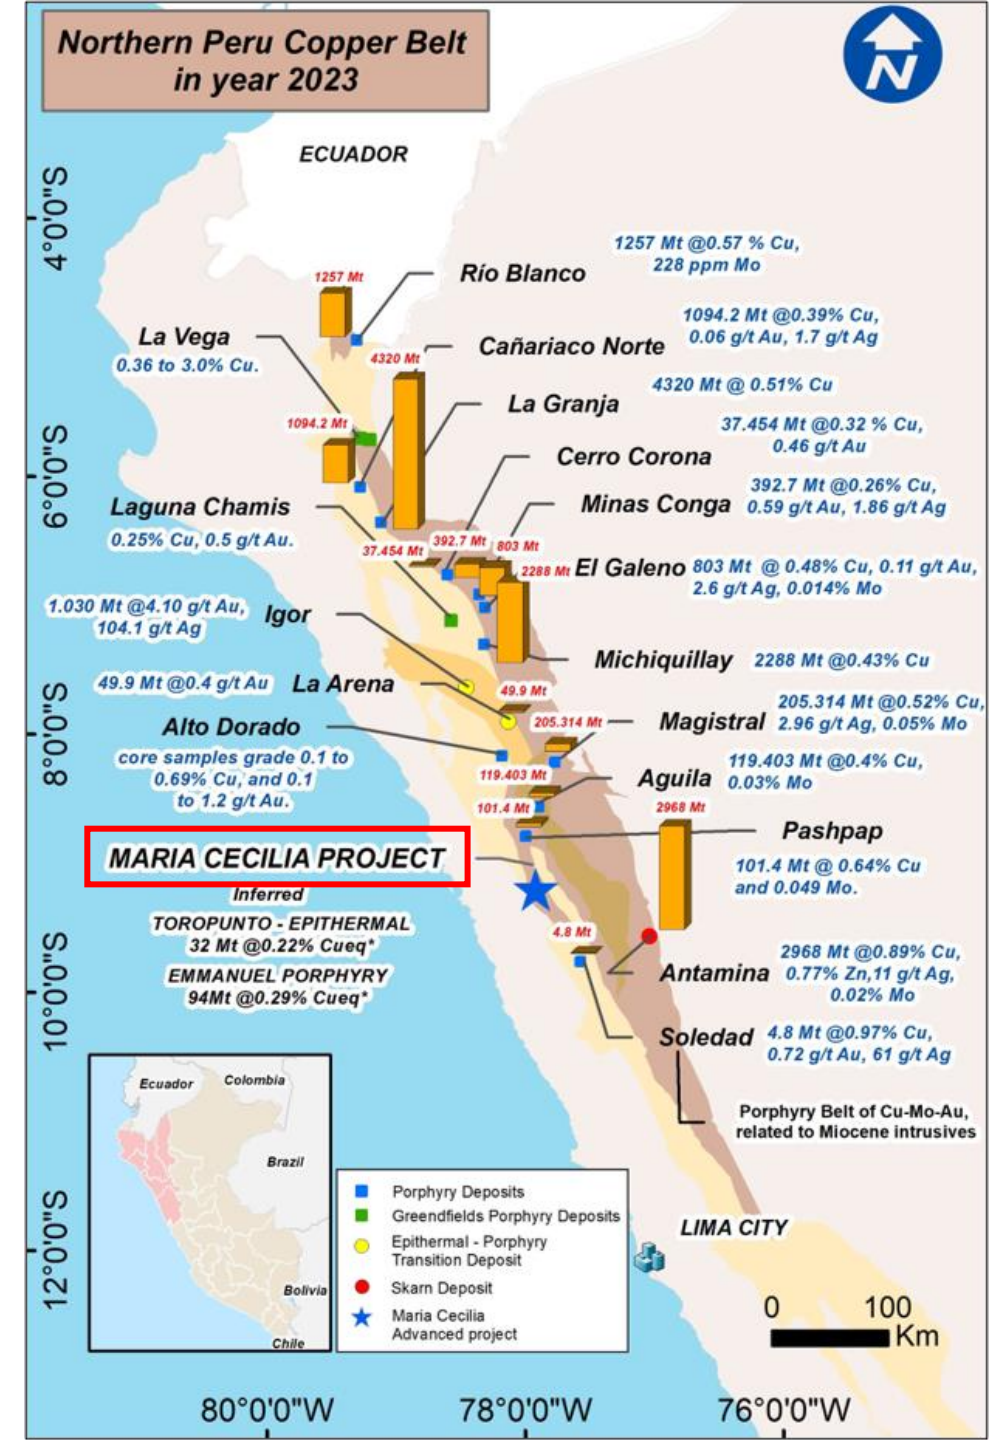 Northern Peru Copper Belt
in year 2023
N
ECUADOR
4°0'0"S
1257 Mt @0.57 % Cu,
228 ppm Mo
1257 Mt
Río Blanco
1094.2 Mt @0.39% Cu,
0.06 g/t Au, 1.7 g/t Ag
La Vega
0.36 to 3.0% Cu.
4320 Mt
Cañariaco Norte
4320 Mt @ 0.51% Cu
La Granja
1094.2 Mt
37.454 Mt @0.32 % Cu,
0.46 g/t Au
Cerro Corona
6°0'0"S
Laguna Chamis
0.25% Cu, 0.5 g/t Au.
392.7 Mt @0.26% Cu,
0.59 g/t Au, 1.86 g/t Ag
Minas Conga
37.454 Mt
392.7 Mt
803 Mt
2288 Mt
El Galeno
803 Mt @ 0.48% Cu, 0.11 g/t Au,
2.6 g/t Ag, 0.014% Mo
1.030 Mt @4.10 g/t Au,
104.1 g/t Ag
Igor
Michiquillay
2288 Mt @0.43% Cu
49.9 Mt @0.4 g/t Au
La Arena
49.9 Mt
205.314 Mt
Magistral
205.314 Mt @0.52% Cu,
2.96 g/t Ag, 0.05% Mo
8°0'0"S
Alto Dorado
core samples grade 0.1 to
0.69% Cu, and 0.1
to 1.2 g/t Au.
119.403 Mt
Aguila
119.403 Mt @0.4% Cu,
0.03% Mo
101.4 Mt
2968 Mt
Pashpap
101.4 Mt @ 0.64% Cu
and 0.049 Mo.
MARIA CECILIA PROJECT
Inferred
TOROPUNTO - EPITHERMAL
32 Mt @0.22% Cueq*
EMMANUEL PORPHYRY
94Mt @0.29% Cueq*
4.8 Mt
Antamina
2968 Mt @0.89% Cu,
0.77% Zn,11 g/t Ag,
0.02% Mo
10°0'0"S
Soledad
4.8 Mt @0.97% Cu,
0.72 g/t Au, 61 g/t Ag
Porphyry Belt of Cu-Mo-Au,
related to Miocene intrusives
Ecuador
Colombia
Brazil
Bolivia
Chile
Porphyry Deposits
Greendfields Porphyry Deposits
Epithermal - Porphyry
Transition Deposit
Skarn Deposit
Maria Cecilia
Advanced project
LIMA CITY
12°0'0"S
0 100
Km
80°0'0"W 78°0'0"W 76°0'0"W